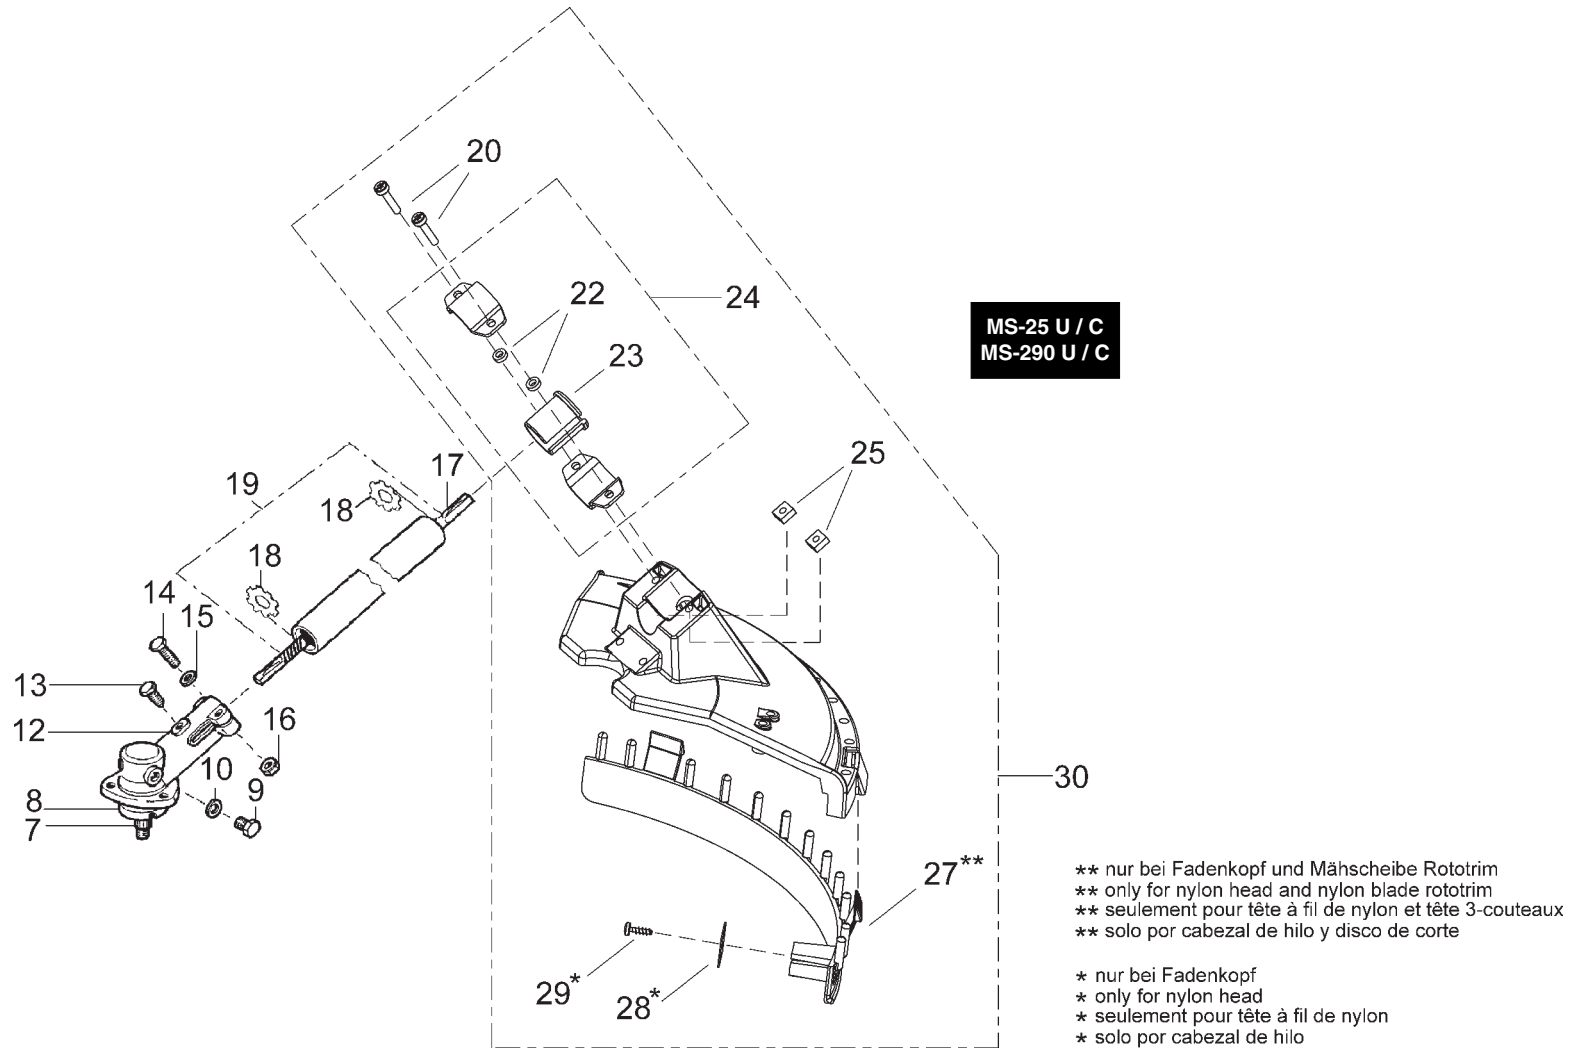 20
22
24
23
MS-25 U / C
MS-290 U / C
25
17
19
18
18
14
15
13
12
16
10
9
8
7
30
27**
29*
28*
** nur bei Fadenkopf und Mähscheibe Rototrim
** only for nylon head and nylon blade rototrim
** seulement pour tête à fil de nylon et tête 3-couteaux
** solo por cabezal de hilo y disco de corte
* nur bei Fadenkopf
* only for nylon head
* seulement pour tête à fil de nylon
* solo por cabezal de hilo